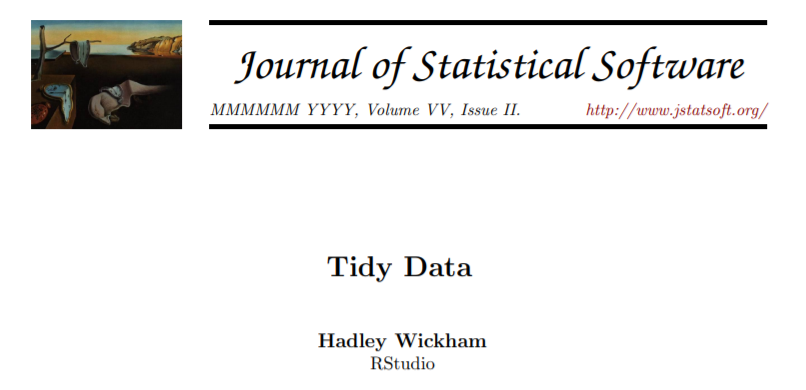 Journal of Statistical Software
MMMMMM YYYY, Volume VV, Issue II. http://www.jstatsoft.org/
Tidy Data
Hadley Wickham
RStudio